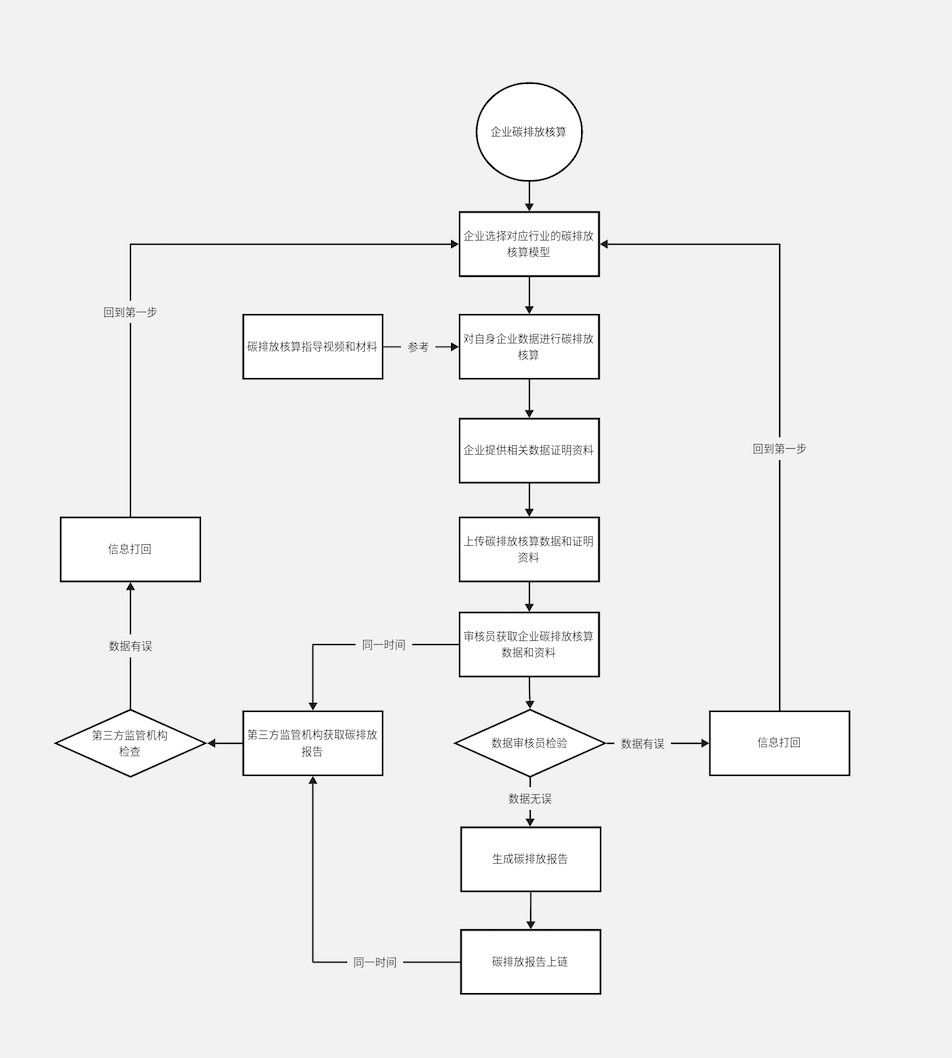 企业碳排放核算
企业选择对应行业的碳排放
核算模型
回到第一步
碳排放核算指导视频和材料
参考
对自身企业数据进行碳排放
核算
回到第一步
企业提供相关数据证明资料
信息打回
上传碳排放核算数据和证明
资料
数据有误
同一时间
审核员获取企业碳排放核算
数据和资料
第三方监管机构
检查
第三方监管机构获取碳排放
报告
数据审核员检验
数据有误
信息打回
数据无误
生成碳排放报告
同一时间
碳排放报告上链